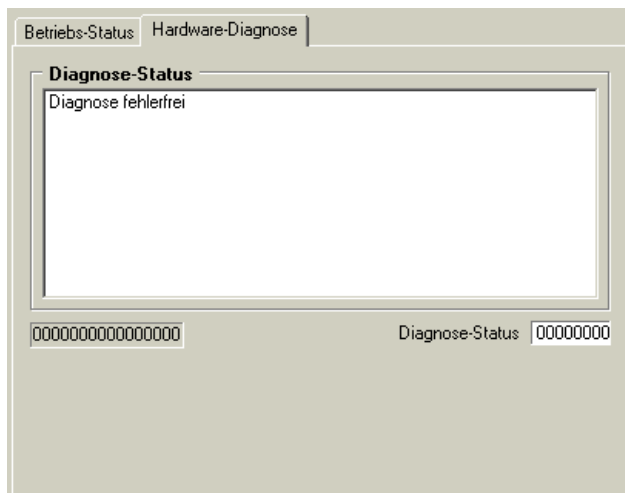 Betriebs-Status Hardware-Diagnose
Diagnose-Status
Diagnose fehlerfrei
0000000000000000 Diagnose-Status 00000000